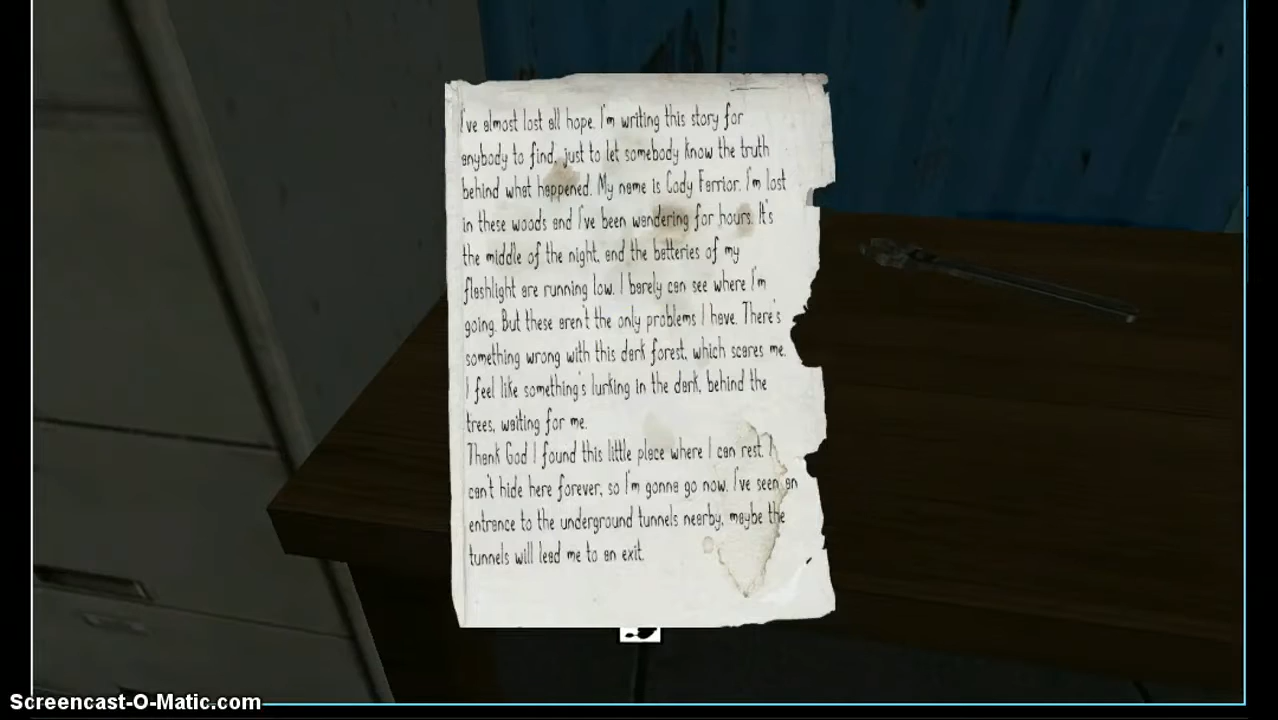 I've almost lost all hope. I'm writing this story for
anybody to find, just to let somebody know the truth
behind what happened. My name is Cody Ferrior. I'm lost
in these woods and I've been wandering for hours. It's
the middle of the night, and the batteries of my
flashlight are running low. I barely can see where I'm
going. But these aren't the only problems I have. There's
something wrong with this dark forest, which scares me.
I feel like something's lurking in the dark, behind the
trees, waiting for me.
Thank God I found this little place where I can rest. I
can't hide here forever, so I'm gonna go now. I've seen an
entrance to the underground tunnels nearby, maybe the
tunnels will lead me to an exit.
Screencast-O-Matic.com